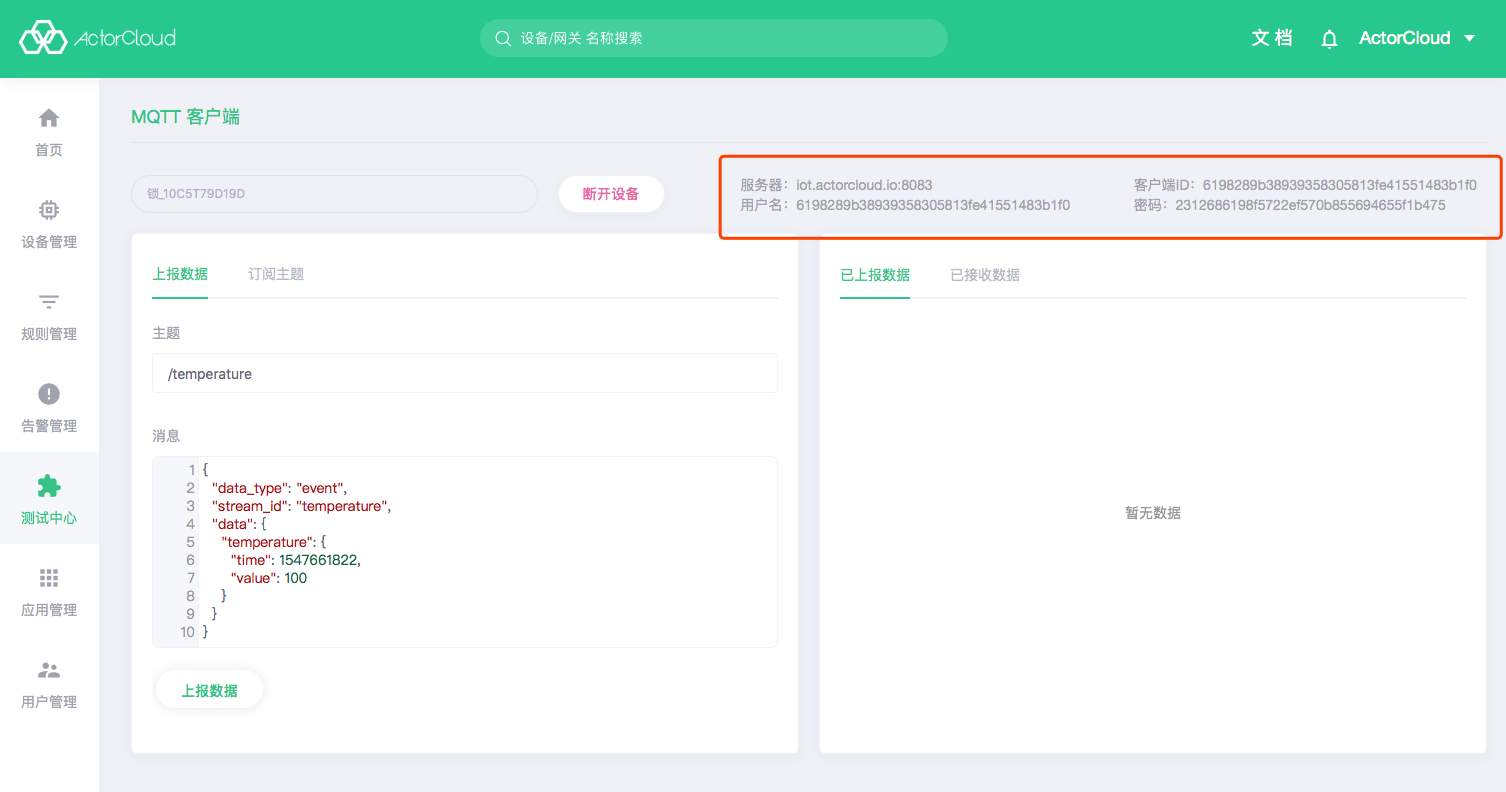 ActorCloud
设备/网关 名称搜索
文 档
ActorCloud
首页
设备管理
规则管理
告警管理
测试中心
应用管理
用户管理
MQTT 客户端
锁_10C5T79D19D
断开设备
服务器：iot.actorcloud.io:8083
客户端ID：6198289b38939358305813fe41551483b1f0
用户名：6198289b38939358305813fe41551483b1f0
密码：2312686198f5722ef570b855694655f1b475
上报数据 订阅主题
主题
/temperature
消息
1 {
2 "data_type": "event",
3 "stream_id": "temperature",
4 "data": {
5 "temperature": {
6 "time": 1547661822,
7 "value": 100
8 }
9 }
10 }
上报数据
已上报数据 已接收数据
暂无数据